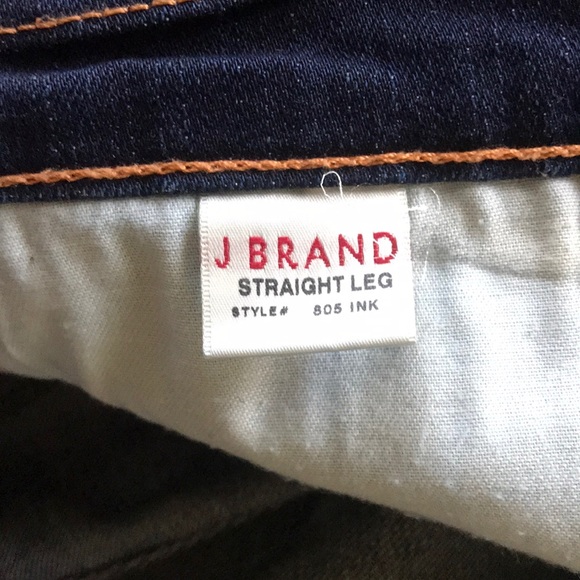 J BRAND
STRAIGHT LEG
STYLE# 805 INK